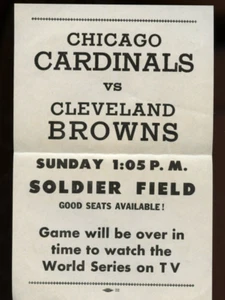 CHICAGO
CARDINALS
vs
CLEVELAND
BROWNS
SUNDAY 1:05 P. M.
SOLDIER FIELD
GOOD SEATS AVAILABLE!
Game will be over in
time to watch the
World Series on TV